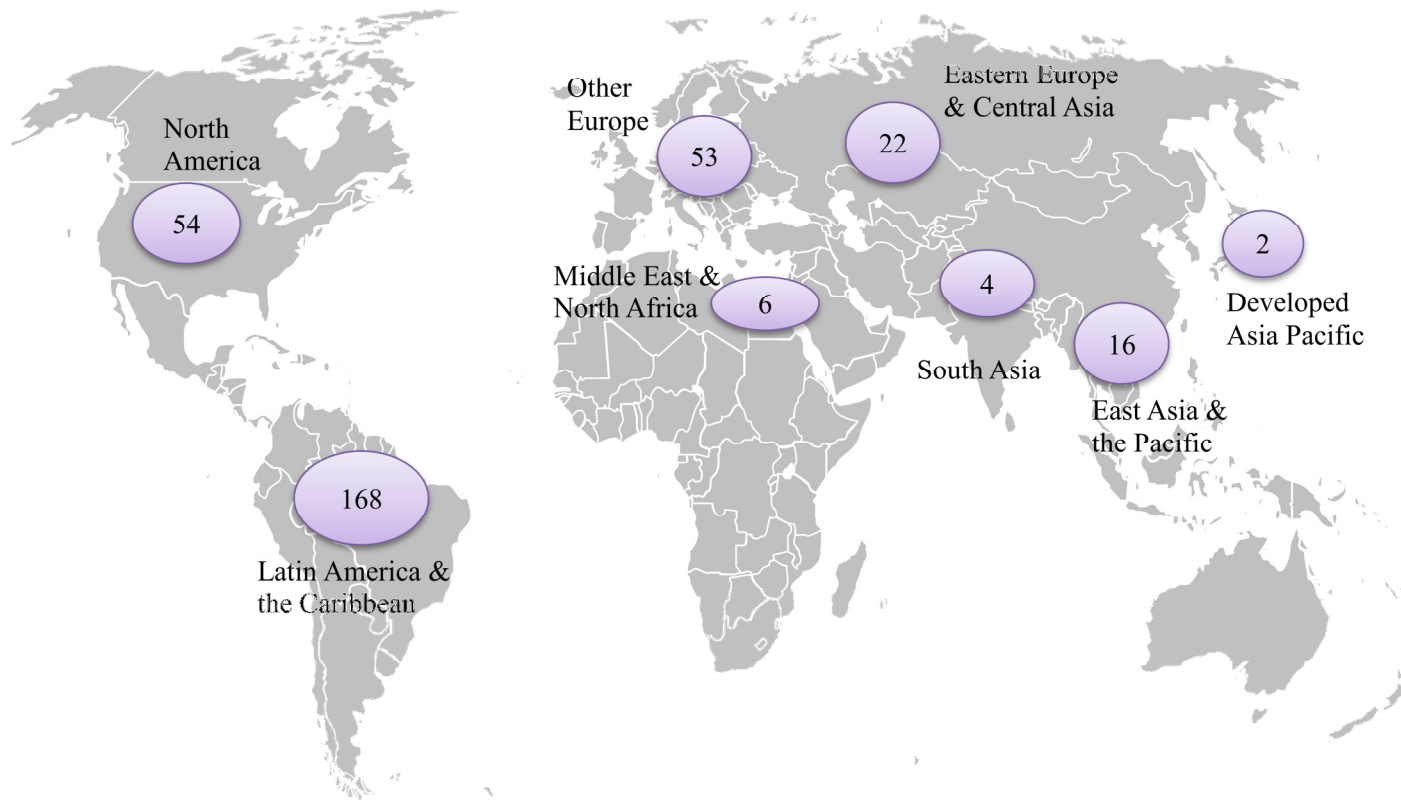 North
America
54
Other
Europe
53
Eastern Europe
& Central Asia
22
Middle East &
North Africa
6
4
South Asia
2
Developed
Asia Pacific
16
East Asia &
the Pacific
168
Latin America &
the Caribbean